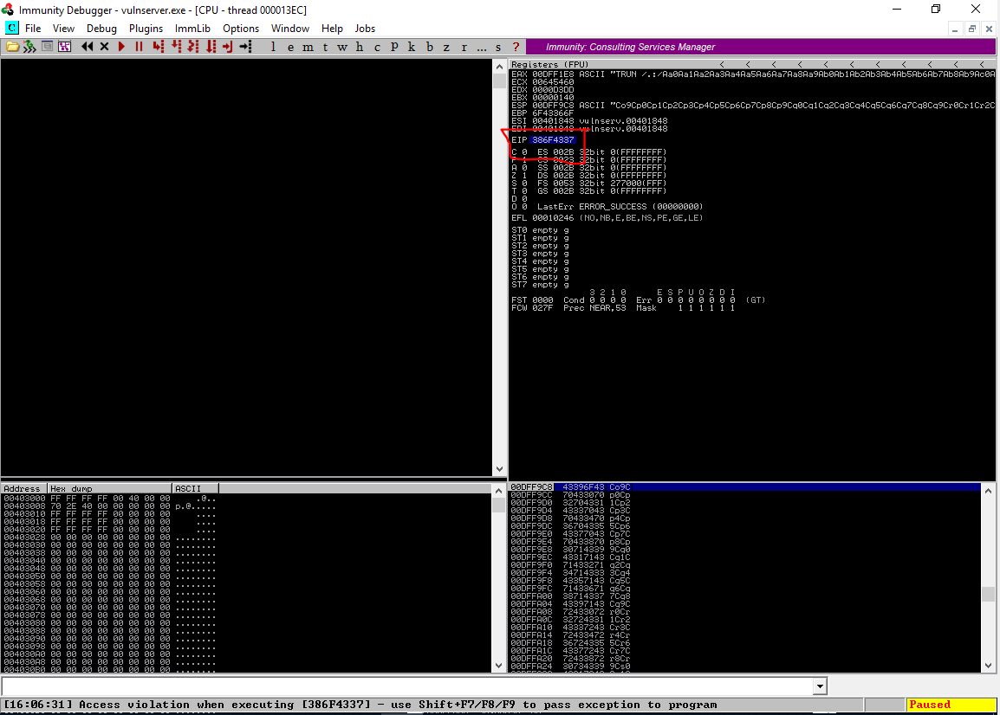 Immunity Debugger - vulnserver.exe - [CPU - thread 000013EC]
C File View Debug Plugins ImmLib Options Window Help Jobs
l e m t w h c P k b z r ... s ? Immunity: Consulting Services Manager
Registers (FPU) < < < < < < < < < < <
EAX 00DFF1E8 ASCII "TRUN /.:/Aa0Aa1Aa2Aa3Aa4Aa5Aa6Aa7Aa8Aa9Ab0Ab1Ab2Ab3Ab4Ab5Ab6Ab7Ab8Ab9Ac0A
ECX 00645460
EDX 0000D3DD
EBX 00000140
ESP 00DFF9C8 ASCII "Co9Cp0Cp1Cp2Cp3Cp4Cp5Cp6Cp7Cp8Cp9Cq0Cq1Cq2Cq3Cq4Cq5Cq6Cq7Cq8Cq9Cr0Cr1Cr2C
EBP 6F43366F
ESI 00401848 vulnserv.00401848
EDI 00401848 vulnserv.00401848
EIP 386F4337
C 0 ES 002B 32bit 0(FFFFFFFF)
P 1 CS 0023 32bit 0(FFFFFFFF)
A 0 SS 002B 32bit 0(FFFFFFFF)
Z 1 DS 002B 32bit 0(FFFFFFFF)
S 0 FS 0053 32bit 277000(FFF)
T 0 GS 002B 32bit 0(FFFFFFFF)
D 0
O 0 LastErr ERROR_SUCCESS (00000000)
EFL 00010246 (NO,NB,E,BE,NS,PE,GE,LE)
ST0 empty g
ST1 empty g
ST2 empty g
ST3 empty g
ST4 empty g
ST5 empty g
ST6 empty g
ST7 empty g
3 2 1 0 E S P U O Z D I
FST 0000 Cond 0 0 0 0 Err 0 0 0 0 0 0 0 0 (GT)
FCW 027F Prec NEAR,53 Mask 1 1 1 1 1 1
Address Hex dump ASCII
00403000 FF FF FF FF 00 40 00 00 .@..
00403008 70 2E 40 00 00 00 00 00 p.@.....
00403010 FF FF FF FF 00 00 00 00 ....
00403018 FF FF FF FF 00 00 00 00 ....
00403020 FF FF FF FF 00 00 00 00 ....
00403028 00 00 00 00 00 00 00 00 ........
00403030 00 00 00 00 00 00 00 00 ........
00403038 00 00 00 00 00 00 00 00 ........
00403040 00 00 00 00 00 00 00 00 ........
00403048 00 00 00 00 00 00 00 00 ........
00403050 00 00 00 00 00 00 00 00 ........
00403058 00 00 00 00 00 00 00 00 ........
00403060 00 00 00 00 00 00 00 00 ........
00403068 00 00 00 00 00 00 00 00 ........
00403070 00 00 00 00 00 00 00 00 ........
00403078 00 00 00 00 00 00 00 00 ........
00403080 00 00 00 00 00 00 00 00 ........
00403088 00 00 00 00 00 00 00 00 ........
00403090 00 00 00 00 00 00 00 00 ........
00403098 00 00 00 00 00 00 00 00 ........
004030A0 00 00 00 00 00 00 00 00 ........
004030A8 00 00 00 00 00 00 00 00 ........
004030B0 00 00 00 00 00 00 00 00 ........
00DFF9C8 43396F43 Co9C
00DFF9CC 70433070 p0Cp
00DFF9D0 32704331 1Cp2
00DFF9D4 43337043 Cp3C
00DFF9D8 70433470 p4Cp
00DFF9DC 36704335 5Cp6
00DFF9E0 43377043 Cp7C
00DFF9E4 70433870 p8Cp
00DFF9E8 30714339 9Cq0
00DFF9EC 43317143 Cq1C
00DFF9F0 71433271 q2Cq
00DFF9F4 34714333 3Cq4
00DFF9F8 43357143 Cq5C
00DFF9FC 71433671 q6Cq
00DFFA00 38714337 7Cq8
00DFFA04 43397143 Cq9C
00DFFA08 72433072 r0Cr
00DFFA0C 32724331 1Cr2
00DFFA10 43337243 Cr3C
00DFFA14 72433472 r4Cr
00DFFA18 36724335 5Cr6
00DFFA1C 43377243 Cr7C
00DFFA20 72433872 r8Cr
00DFFA24 30734339 9Cs0
[16:06:31] Access violation when executing [386F4337] - use Shift+F7/F8/F9 to pass exception to program
Paused